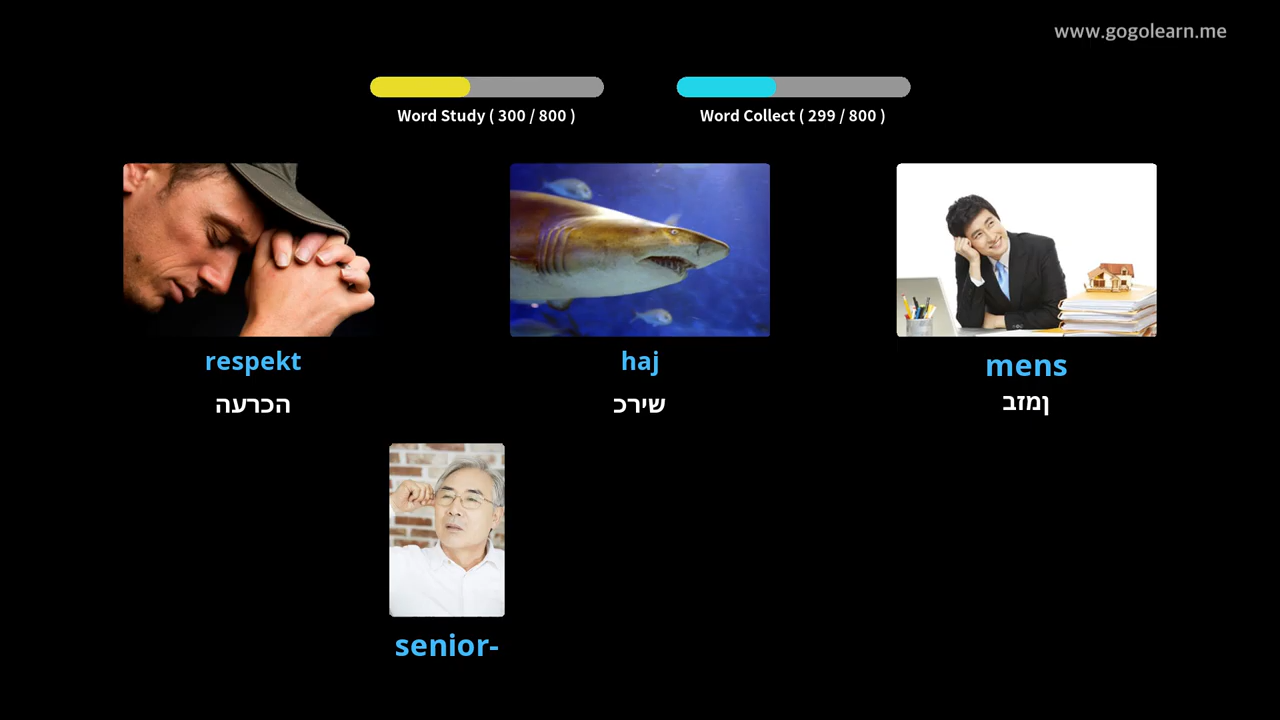 www.gogolearn.me
Word Study ( 300 / 800 )
Word Collect ( 299 / 800 )
respekt
הכרעה
haj
שירכ
mens
ןמזב
senior-